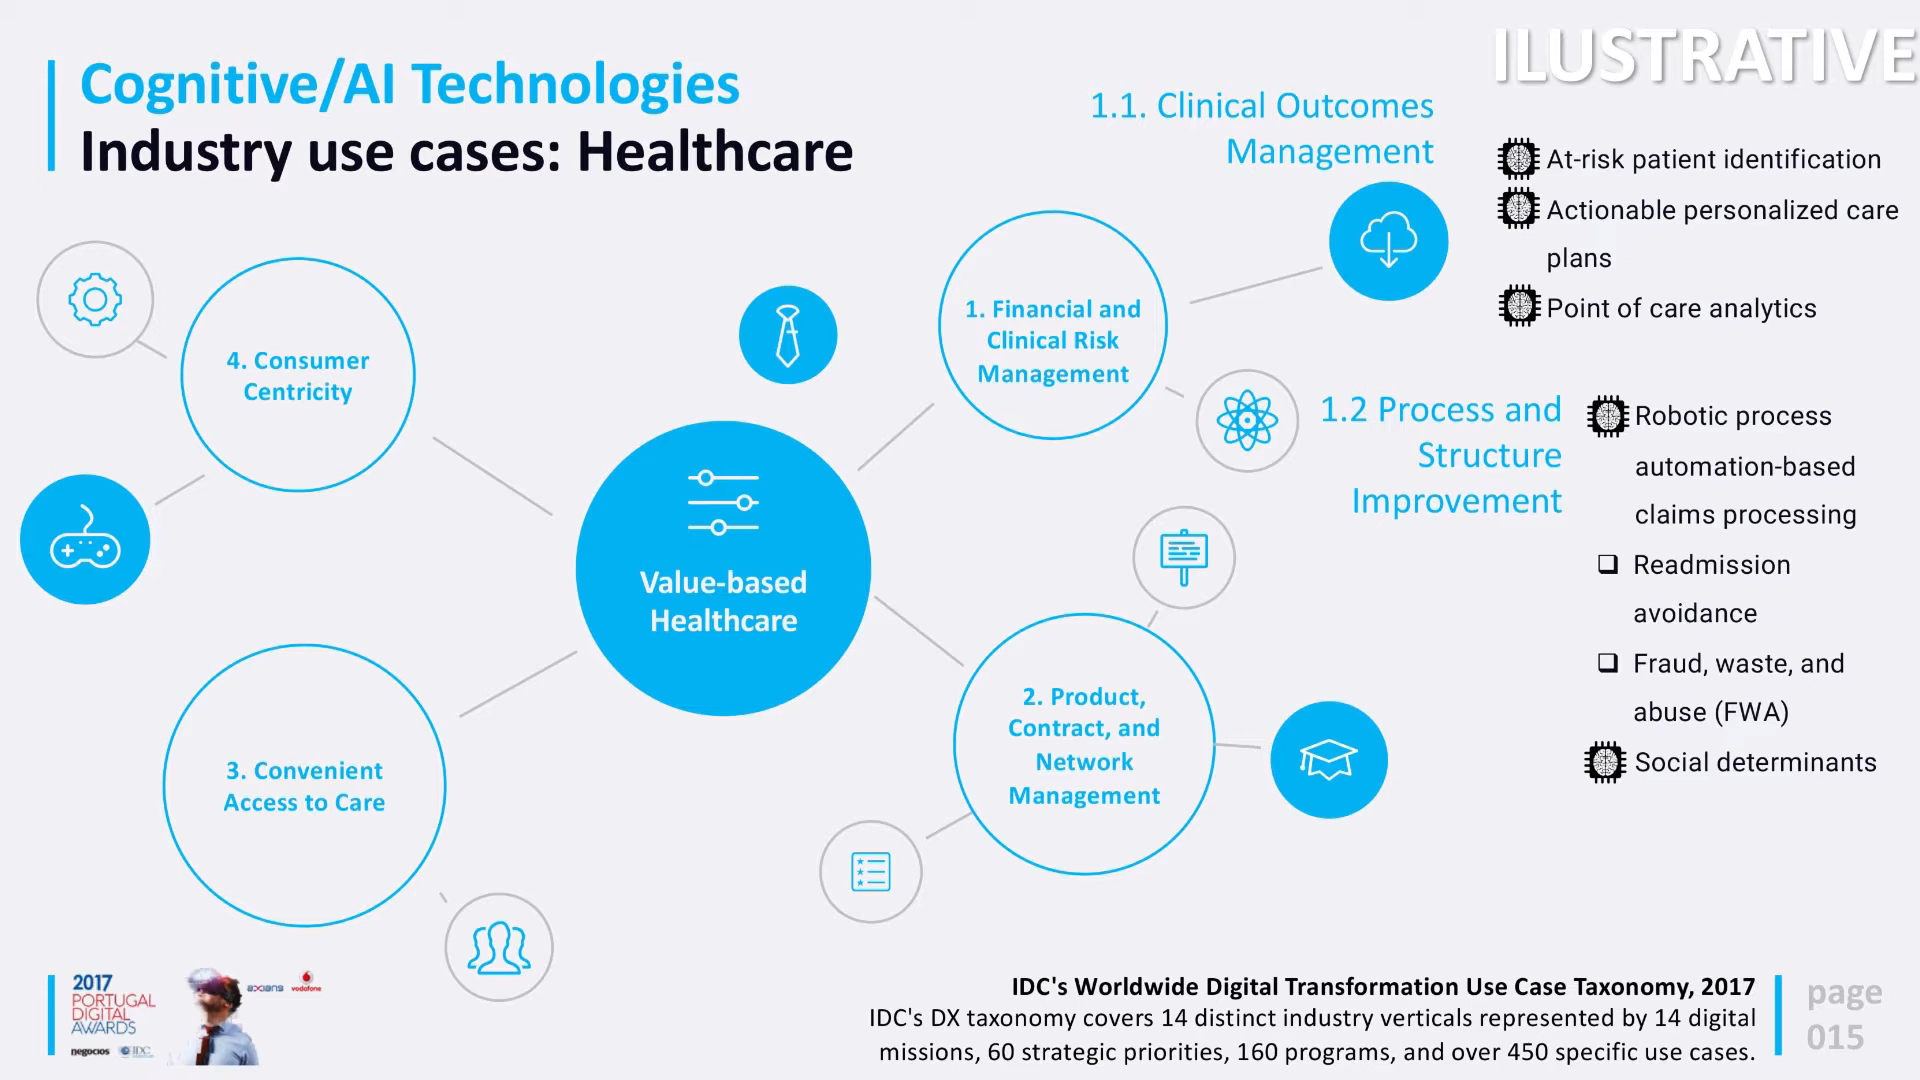 ILUSTRATIVE
Cognitive/AI Technologies
Industry use cases: Healthcare
1.1. Clinical Outcomes
Management
At-risk patient identification
Actionable personalized care
plans
Point of care analytics
1. Financial and
Clinical Risk
Management
4. Consumer
Centricity
1.2 Process and
Structure
Improvement
Robotic process
automation-based
claims processing
Readmission
avoidance
Fraud, waste, and
abuse (FWA)
Social determinants
Value-based
Healthcare
2. Product,
Contract, and
Network
Management
3. Convenient
Access to Care
2017
PORTUGAL
DIGITAL
AWARDS
negocios
IDC
axians
vodafone
IDC's Worldwide Digital Transformation Use Case Taxonomy, 2017
IDC's DX taxonomy covers 14 distinct industry verticals represented by 14 digital
missions, 60 strategic priorities, 160 programs, and over 450 specific use cases.
page
015